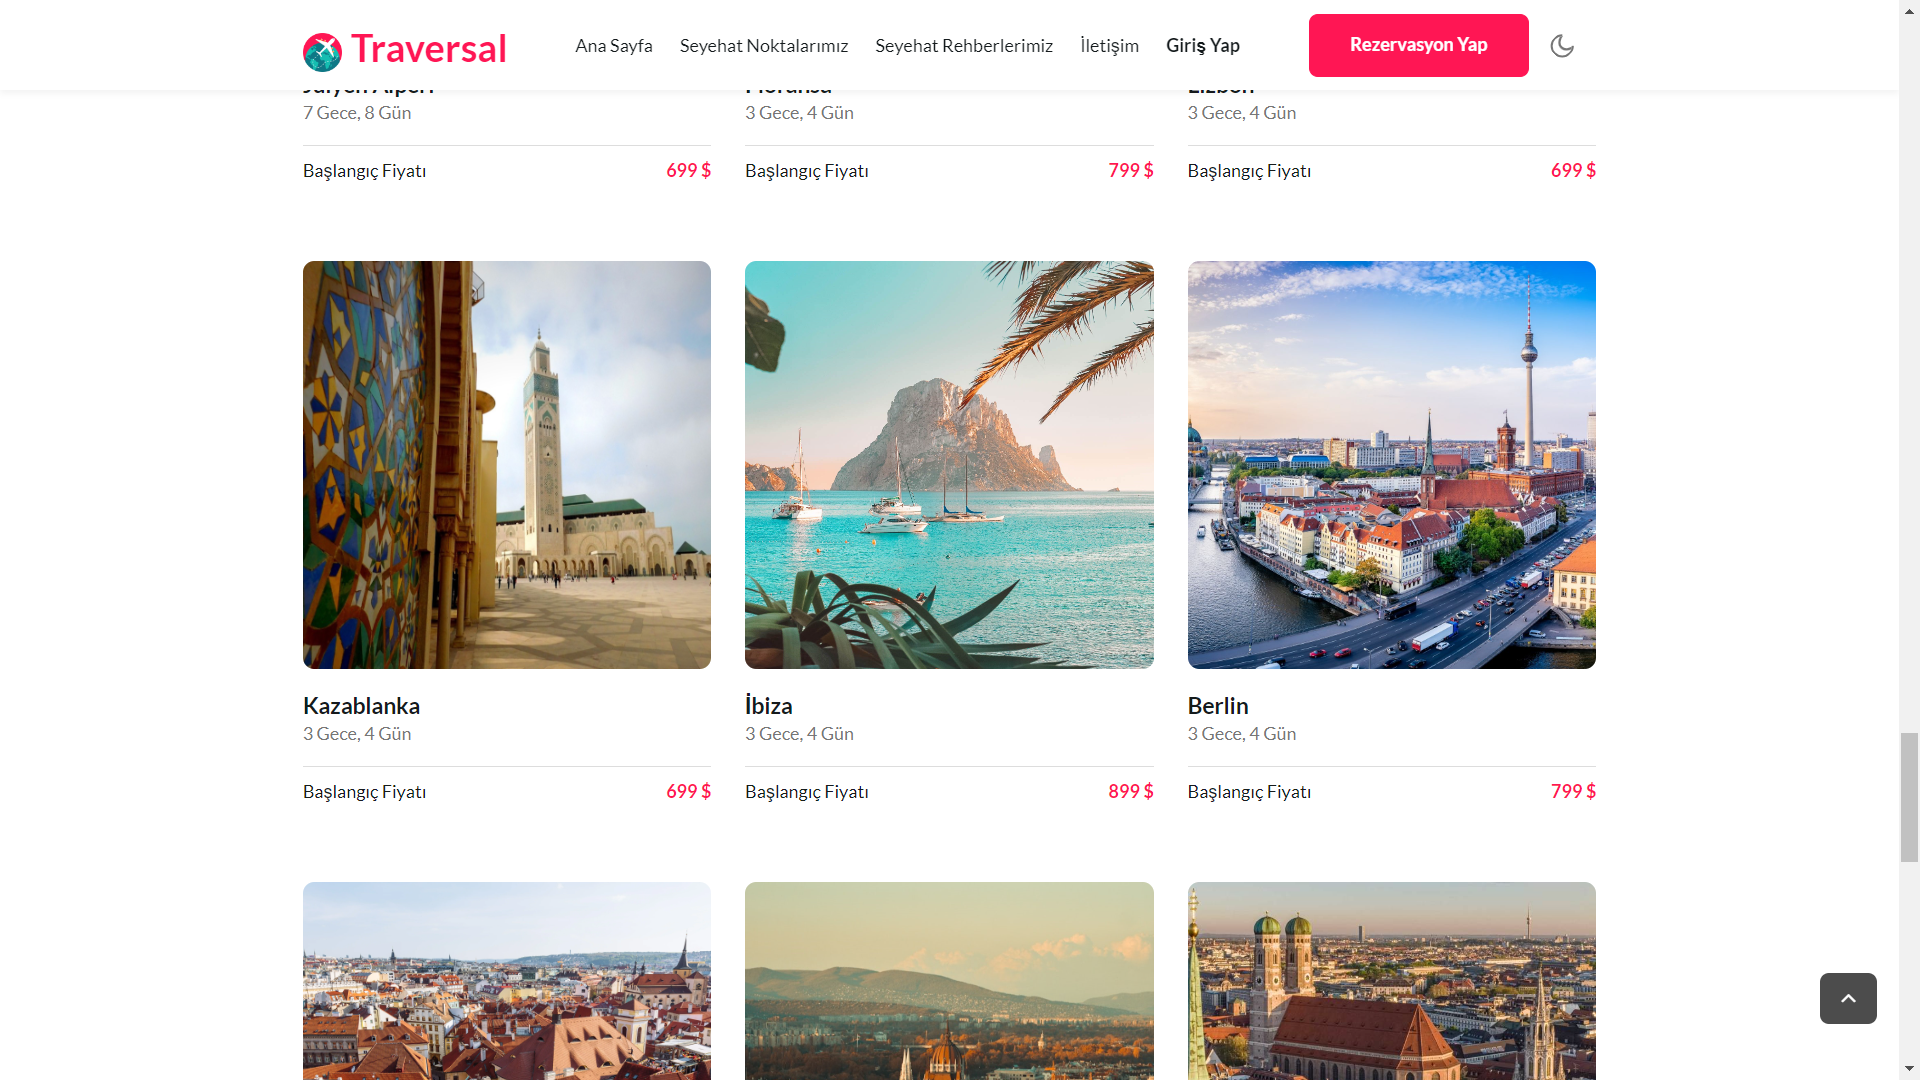 Traversal
Ana Sayfa
Seyehat Noktalarımız
Seyehat Rehberlerimiz
İletişim
Giriş Yap
Rezervasyon Yap
7 Gece, 8 Gün
3 Gece, 4 Gün
3 Gece, 4 Gün
Başlangıç Fiyatı 699 $
Başlangıç Fiyatı 799 $
Başlangıç Fiyatı 699 $
Kazablanka
3 Gece, 4 Gün
Başlangıç Fiyatı 699 $
İbiza
3 Gece, 4 Gün
Başlangıç Fiyatı 899 $
Berlin
3 Gece, 4 Gün
Başlangıç Fiyatı 799 $